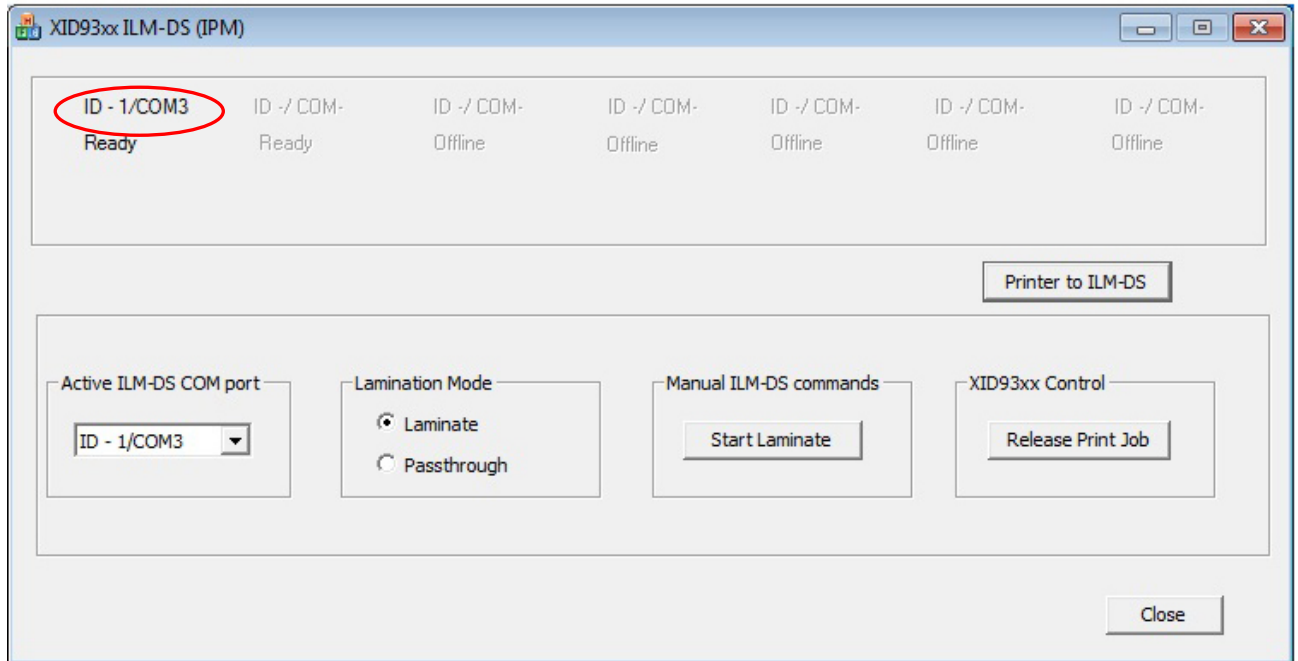 XID93xx ILM-DS (IPM)
ID - 1/COM3 ID -/ COM- ID -/ COM- ID -/ COM- ID -/ COM- ID -/ COM- ID -/ COM-
Ready Ready Offline Offline Offline Offline Offline
Printer to ILM-DS
Active ILM-DS COM port Lamination Mode Manual ILM-DS commands XID93xx Control
Laminate
ID - 1/COM3 Start Laminate Release Print Job
Passthrough
Close